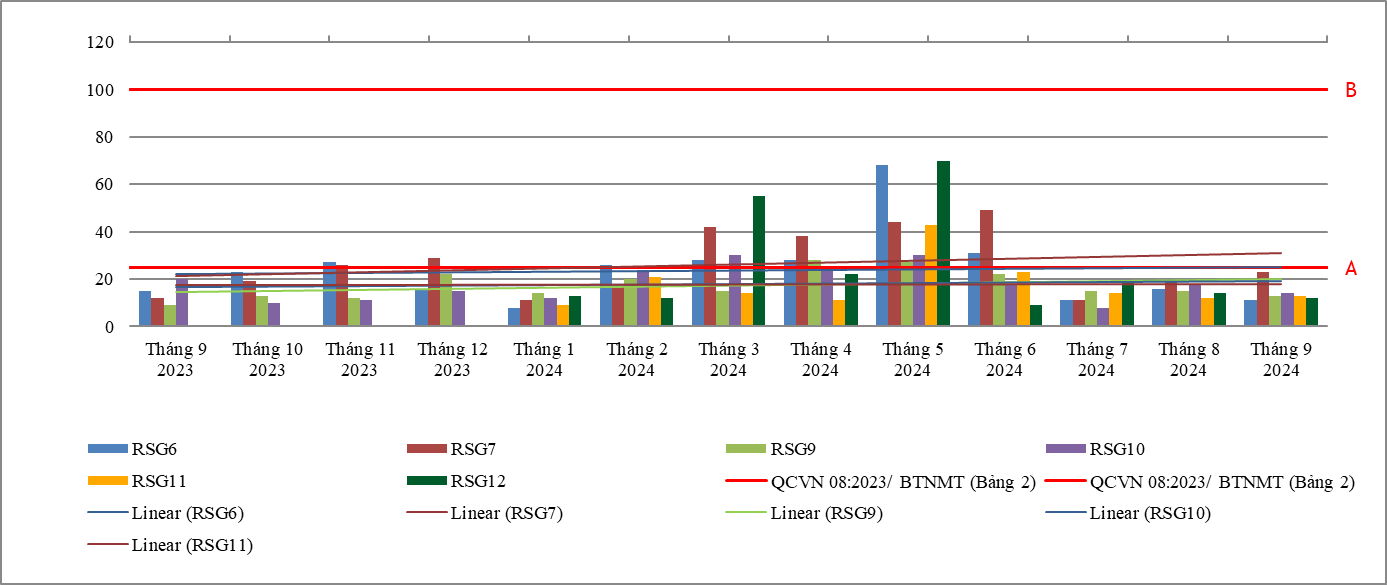 120
100
B
80
60
40
A
20
0
Tháng 9 Tháng 10 Tháng 11 Tháng 12 Tháng 1 Tháng 2 Tháng 3 Tháng 4 Tháng 5 Tháng 6 Tháng 7 Tháng 8 Tháng 9
2023 2023 2023 2023 2024 2024 2024 2024 2024 2024 2024 2024 2024
RSG6 RSG7 RSG9 RSG10
RSG11 RSG12 QCVN 08:2023/ BTNMT (Bảng 2) QCVN 08:2023/ BTNMT (Bảng 2)
Linear (RSG6) Linear (RSG7) Linear (RSG9) Linear (RSG10)
Linear (RSG11)